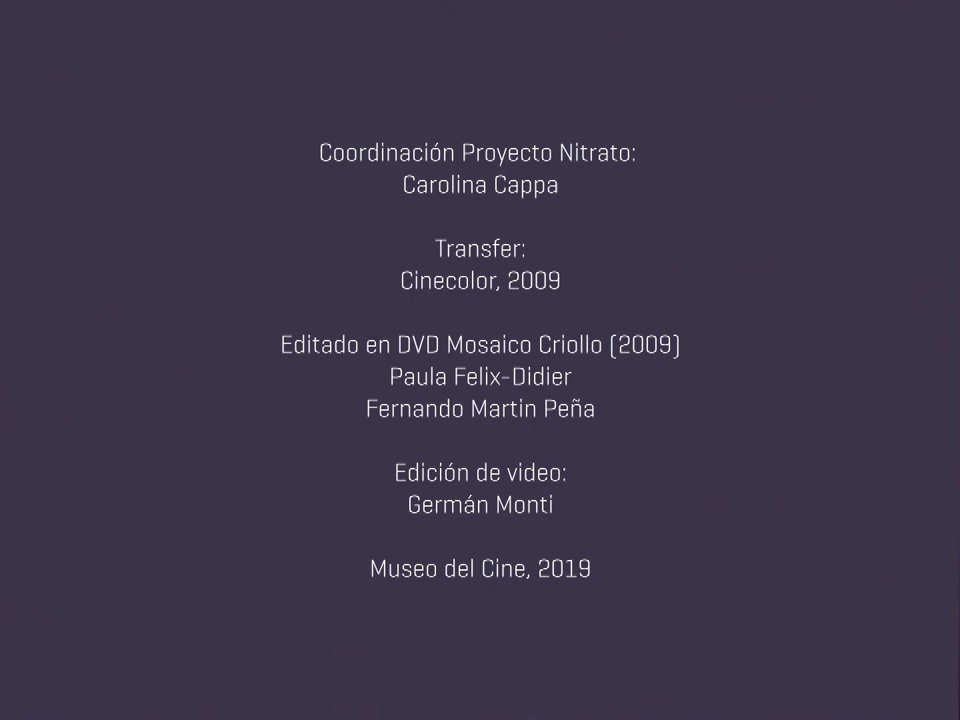 Coordinación Proyecto Nitrato:
Carolina Cappa
Transfer:
Cinecolor, 2009
Editado en DVD Mosaico Criollo (2009)
Paula Felix-Didier
Fernando Martin Peña
Edición de video:
Germán Monti
Museo del Cine, 2019